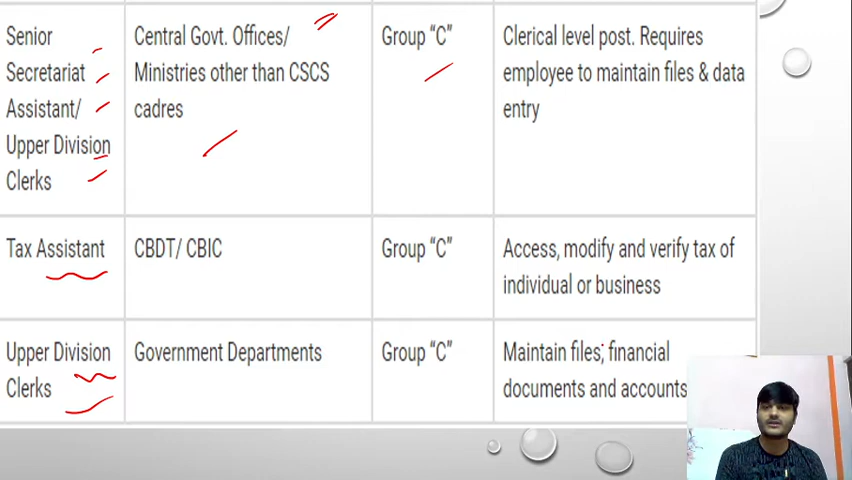 Senior
Secretariat
Assistant/
Upper Division
Clerks
Central Govt. Offices/
Ministries other than CSCS
cadres
Group “C”
Clerical level post. Requires
employee to maintain files & data
entry
Tax Assistant
CBDT/ CBIC
Group “C”
Access, modify and verify tax of
individual or business
Upper Division
Clerks
Government Departments
Group “C”
Maintain files, financial
documents and accounts